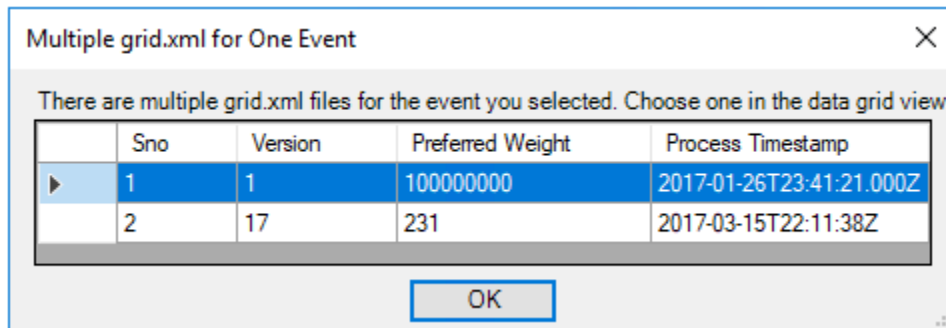 Multiple grid.xml for One Event
There are multiple grid.xml files for the event you selected. Choose one in the data grid view
Sno Version Preferred Weight Process Timestamp
1 1 100000000 2017-01-26T23:41:21.000Z
2 17 231 2017-03-15T22:11:38Z
OK